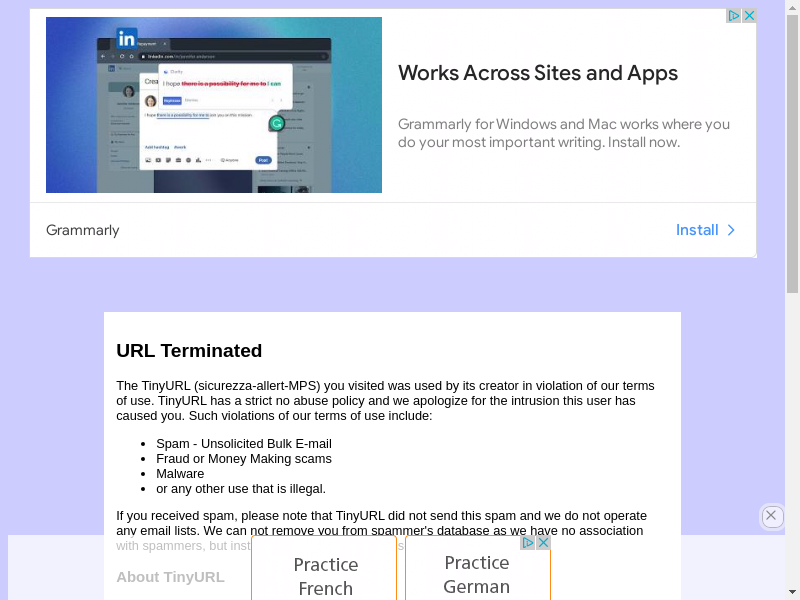 in
I hope there is a possibility for me to I can
Works Across Sites and Apps
Grammarly for Windows and Mac works where you
do your most important writing. Install now.
Grammarly
Install
URL Terminated
The TinyURL (sicurezza-allert-MPS) you visited was used by its creator in violation of our terms
of use. TinyURL has a strict no abuse policy and we apologize for the intrusion this user has
caused you. Such violations of our terms of use include:
Spam - Unsolicited Bulk E-mail
Fraud or Money Making scams
Malware
or any other use that is illegal.
If you received spam, please note that TinyURL did not send this spam and we do not operate
any email lists. We can not remove you from spammer's database as we have no association
with spammers, but
About TinyURL
Practice
French
Practice
German